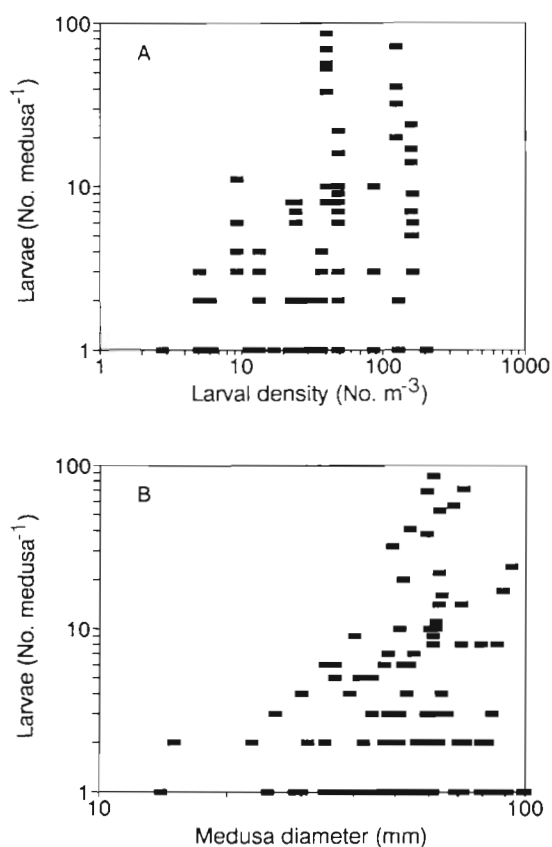 100
A
10
1
Larvae (No. medusa⁻¹)
1 10 100 1000
Larval density (No. m⁻³)
100
B
10
1
Larvae (No. medusa⁻¹)
10 100
Medusa diameter (mm)